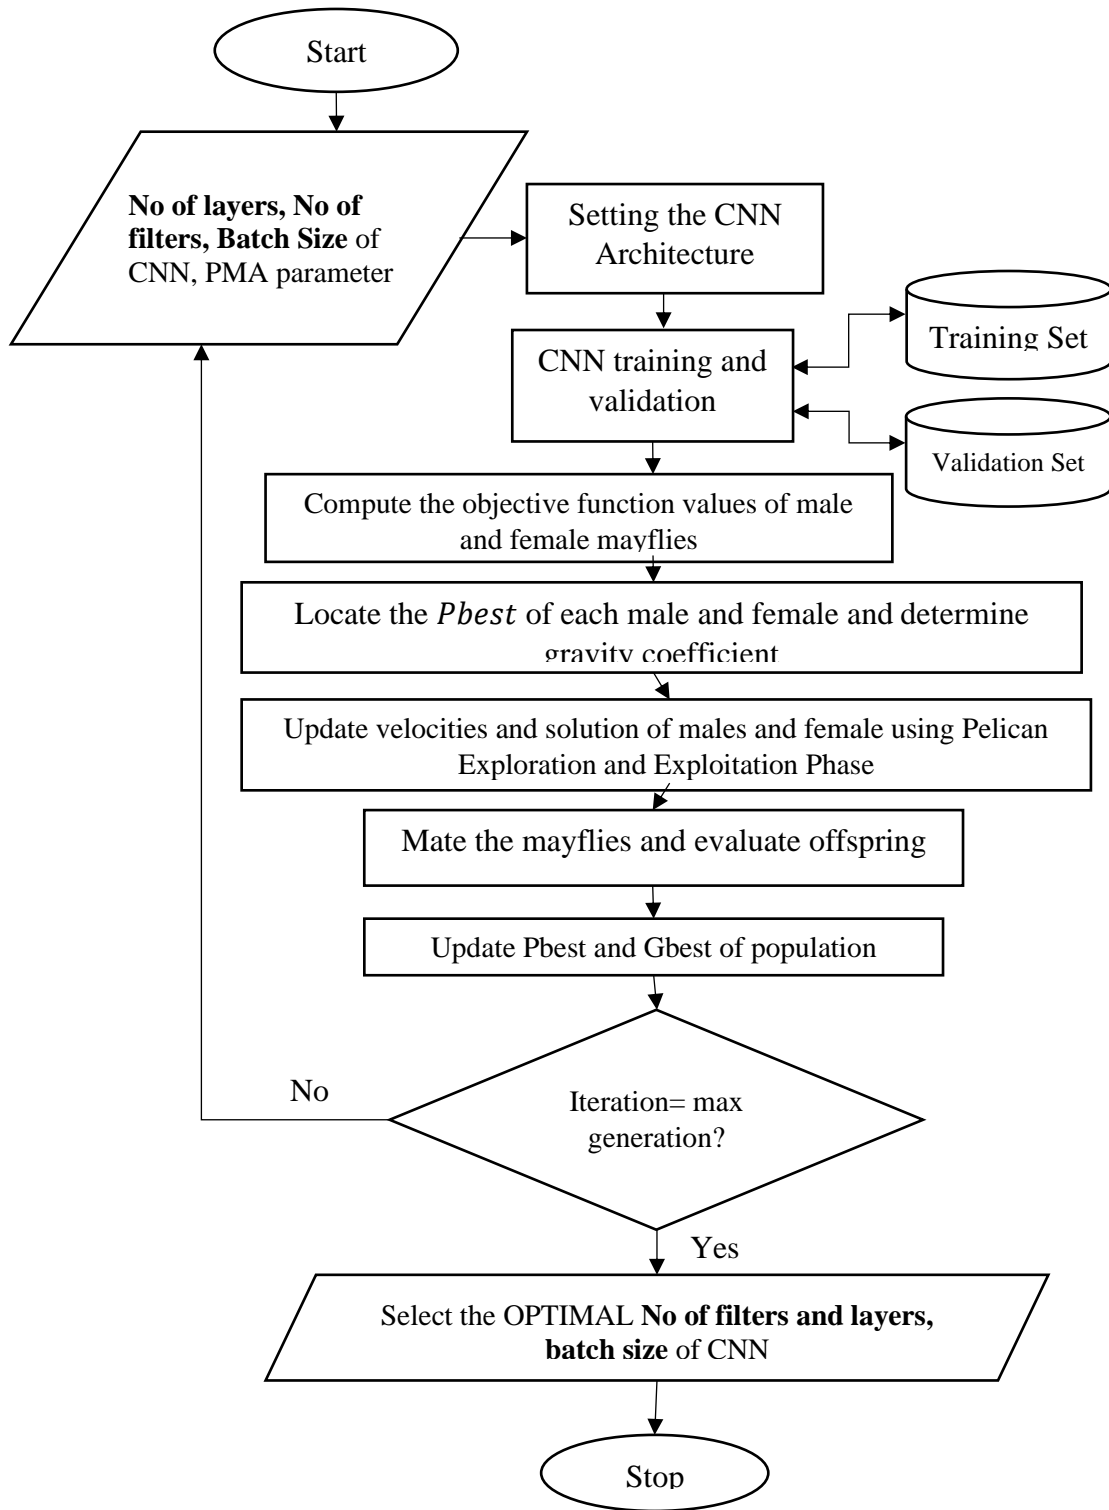 Start
No of layers, No of
filters, Batch Size of
CNN, PMA parameter
Setting the CNN
Architecture
CNN training and
validation
Training Set
Validation Set
Compute the objective function values of male
and female mayflies
Locate the Pbest of each male and female and determine
gravity coefficient
Update velocities and solution of males and female using Pelican
Exploration and Exploitation Phase
Mate the mayflies and evaluate offspring
Update Pbest and Gbest of population
Iteration= max
generation?
No
Yes
Select the OPTIMAL No of filters and layers,
batch size of CNN
Stop